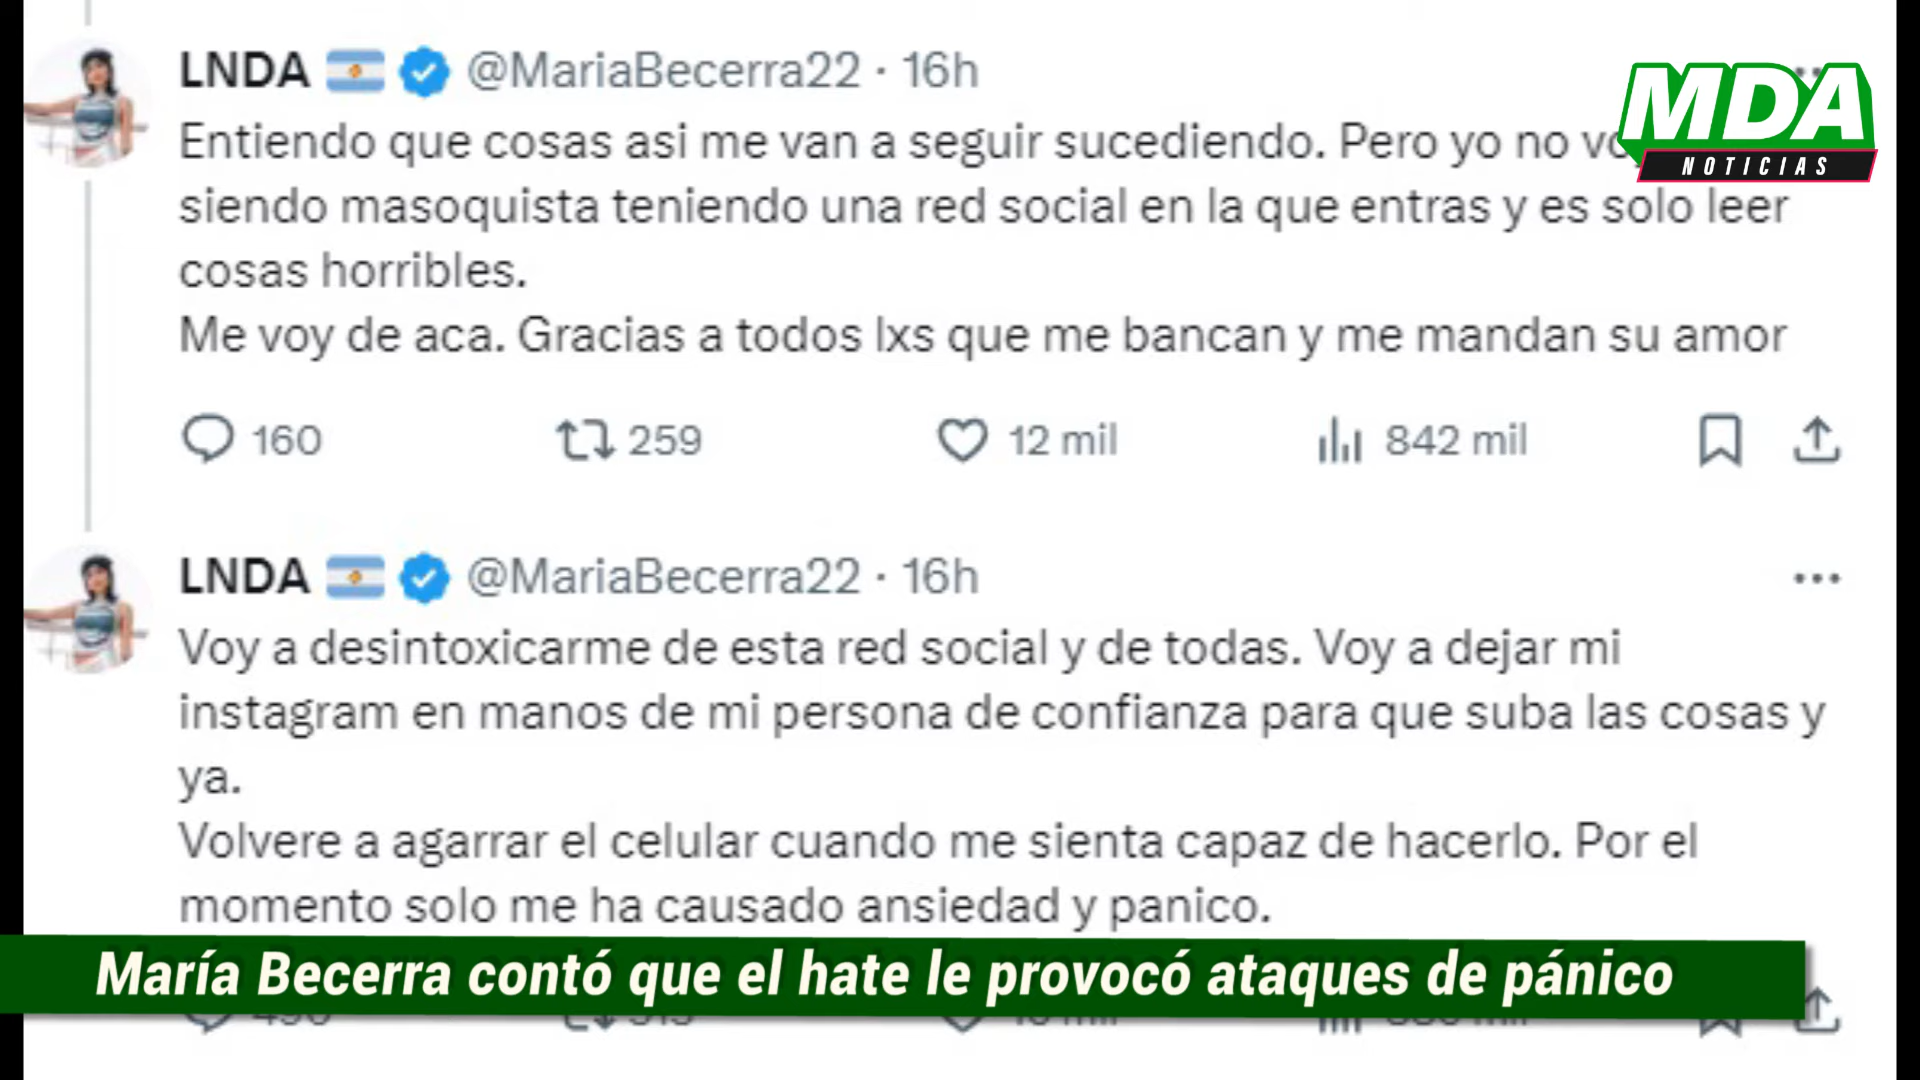 LNDA @MariaBecerra22 · 16h
MDA
NOTICIAS
Entiendo que cosas asi me van a seguir sucediendo. Pero yo no
siendo masoquista teniendo una red social en la que entras y es solo leer
cosas horribles.
Me voy de aca. Gracias a todos lxs que me bancan y me mandan su amor
160 259 12 mil 842 mil
LNDA @MariaBecerra22 · 16h
Voy a desintoxicarme de esta red social y de todas. Voy a dejar mi
instagram en manos de mi persona de confianza para que suba las cosas y
ya.
Volvere a agarrar el celular cuando me sienta capaz de hacerlo. Por el
momento solo me ha causado ansiedad y panico.
María Becerra contó que el hate le provocó ataques de pánico